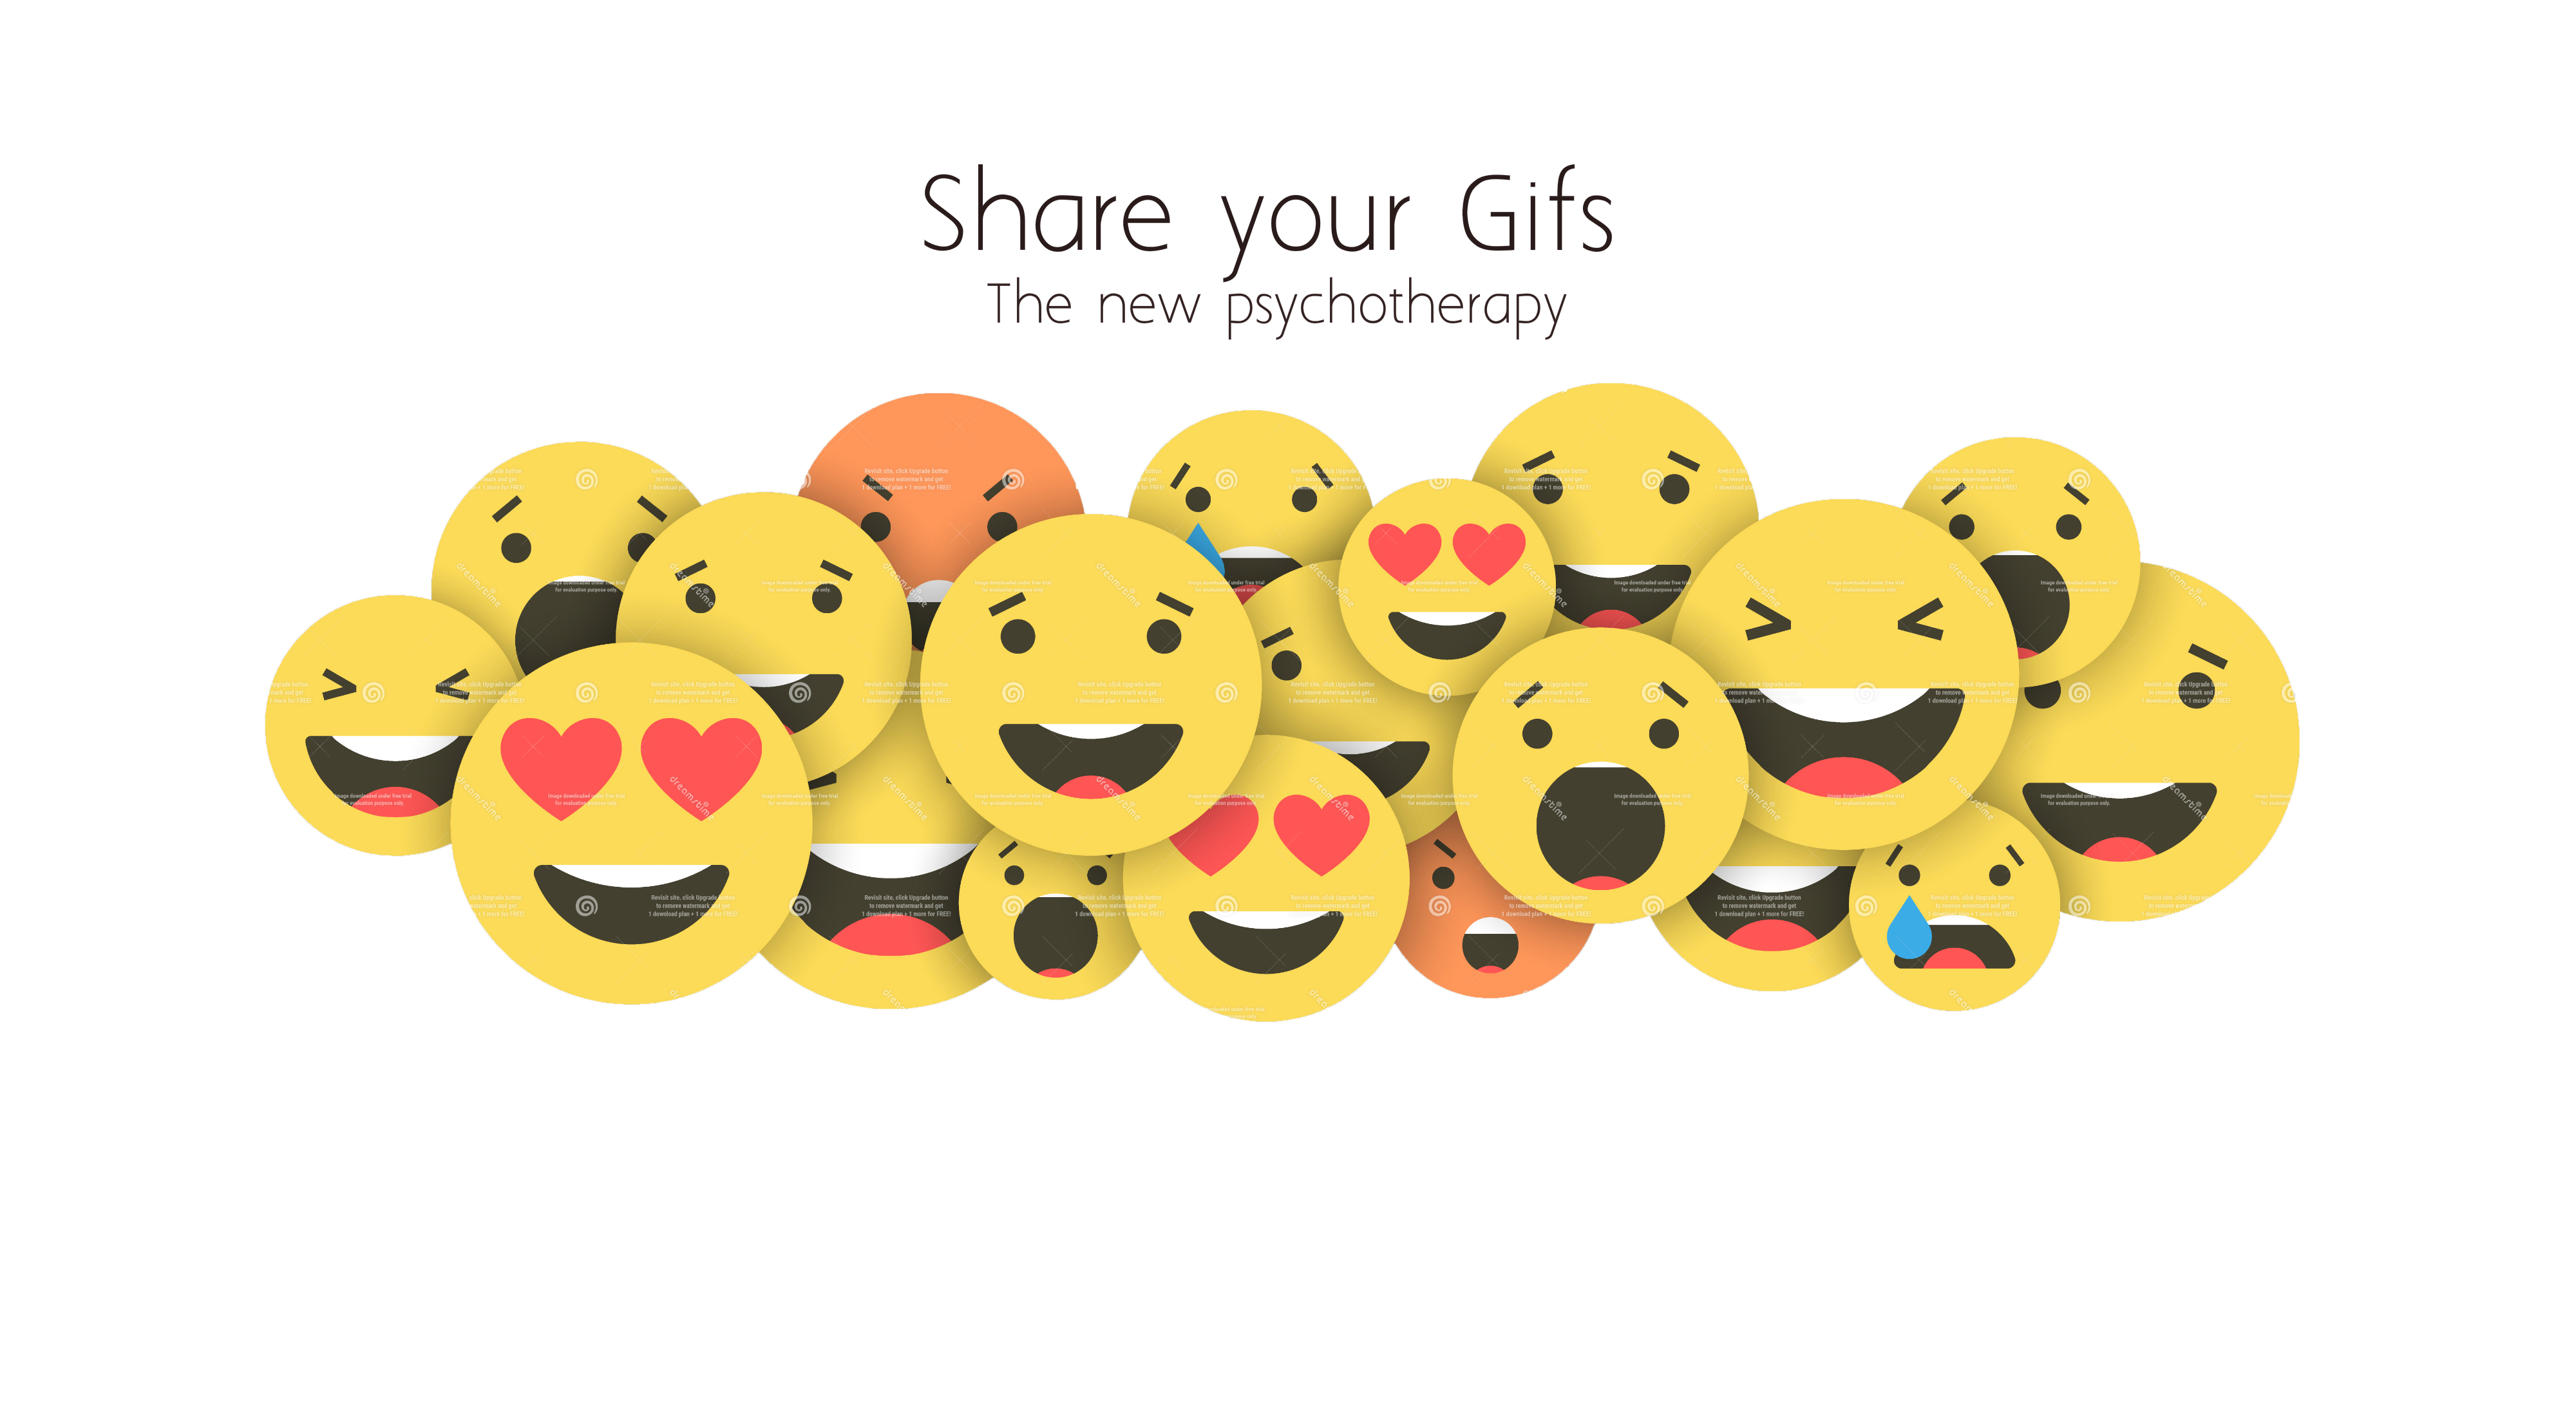 Share your Gifs
The new psychotherapy
Revisit site, click Upgrade button
to remove watermark and get
1 download plan + 1 more for FREE!
Image downloaded under free trial
for evaluation purpose only.
dreamstime